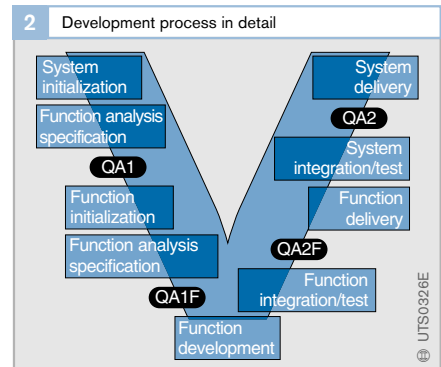 2 Development process in detail
System
initialization
Function analysis
specification
QA1
Function
initialization
Function analysis
specification
QA1F
Function
development
System
delivery
QA2
System
integration/test
Function
delivery
QA2F
Function
integration/test
UTS0326E